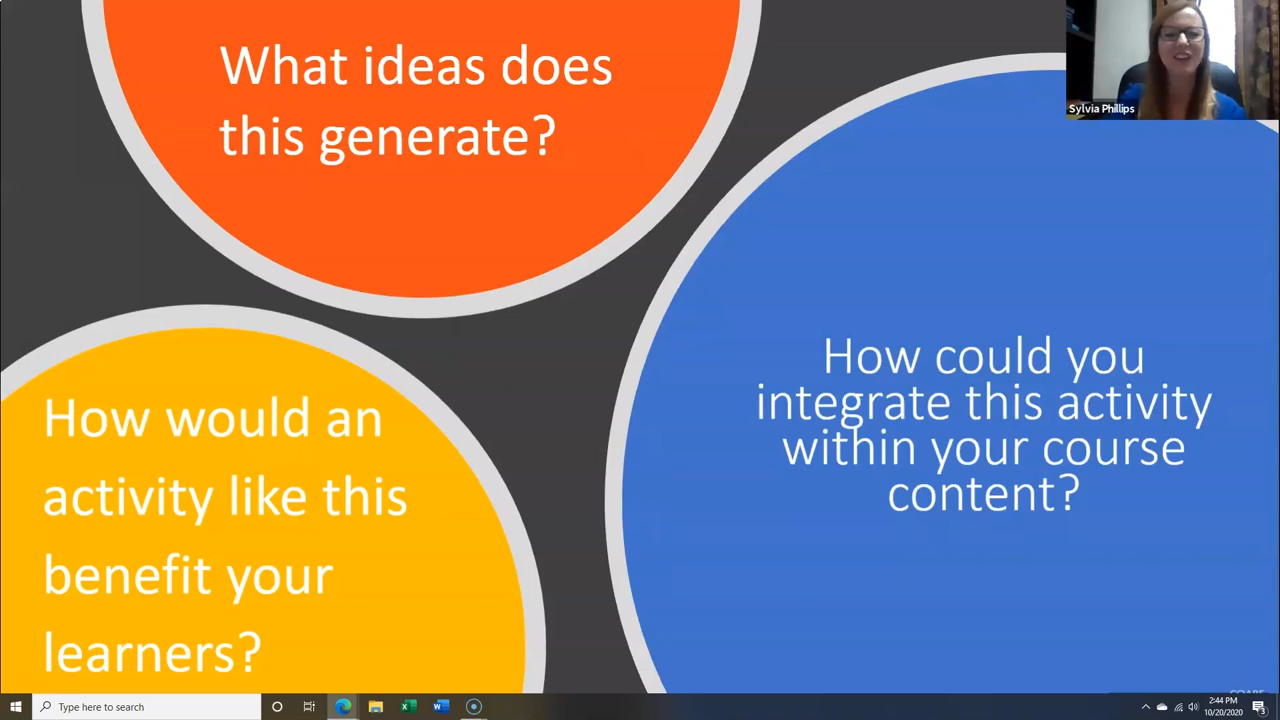 What ideas does
this generate?
Sylvia Phillips
How could you
integrate this activity
within your course
content?
How would an
activity like this
benefit your
learners?
Type here to search
2:44 PM
10/20/2020